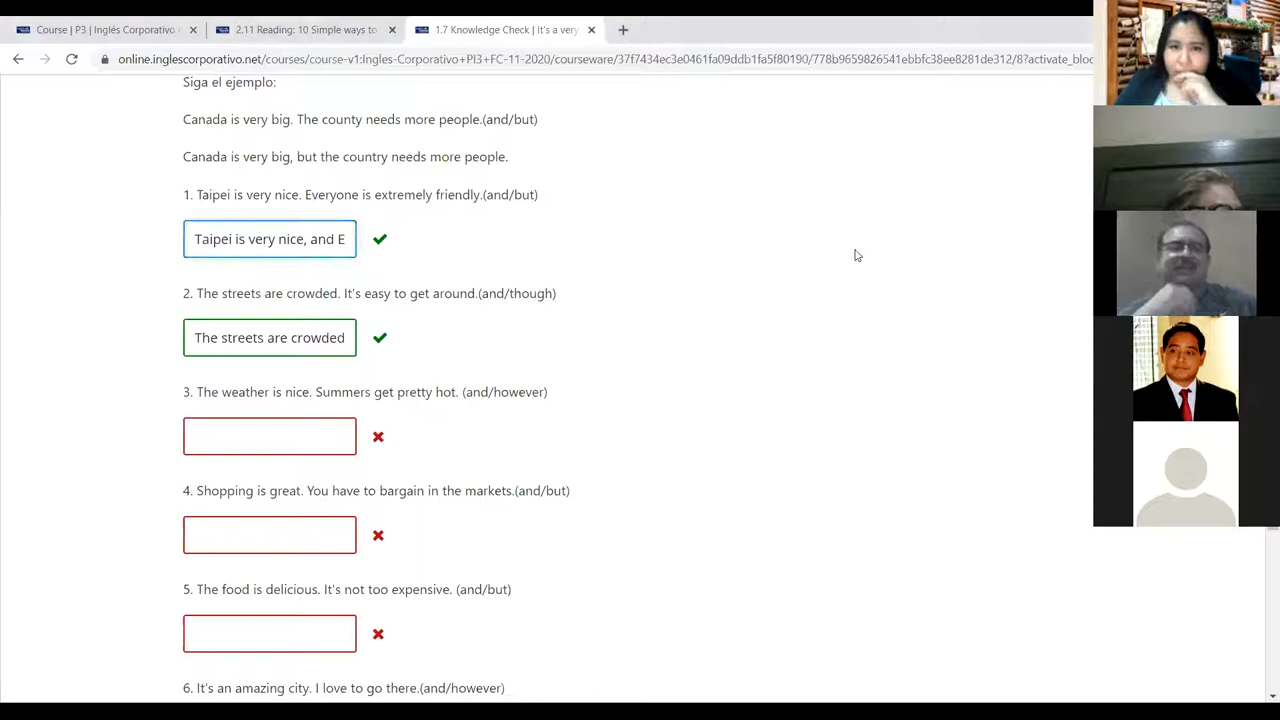 Course | P3 | Inglés Corporativo
2.11 Reading: 10 Simple ways to
1.7 Knowledge Check | It's a very
online.inglescorporativo.net/courses/course-v1:Ingles-Corporativo+PI3+FC-11-2020/courseware/37f7434ec3e0461fa09ddb1fa5f80190/778b9659826541ebbfc38ee8281de312/8?activate_bloc
Siga el ejemplo:
Canada is very big. The county needs more people.(and/but)
Canada is very big, but the country needs more people.
1. Taipei is very nice. Everyone is extremely friendly.(and/but)
Taipei is very nice, and E
2. The streets are crowded. It's easy to get around.(and/though)
The streets are crowded
3. The weather is nice. Summers get pretty hot. (and/however)
4. Shopping is great. You have to bargain in the markets.(and/but)
5. The food is delicious. It's not too expensive. (and/but)
6. It's an amazing city. I love to go there.(and/however)